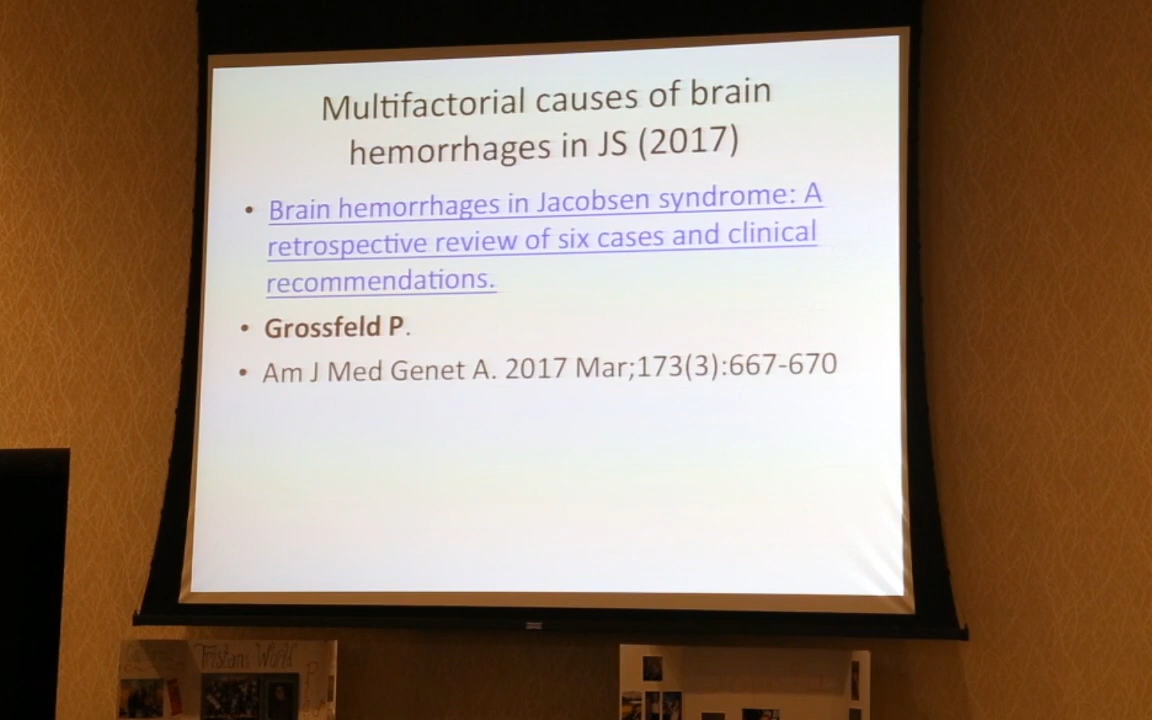 Multifactorial causes of brain
hemorrhages in JS (2017)
• Brain hemorrhages in Jacobsen syndrome: A
retrospective review of six cases and clinical
recommendations.
• Grossfeld P.
• Am J Med Genet A. 2017 Mar;173(3):667-670
Tristans World